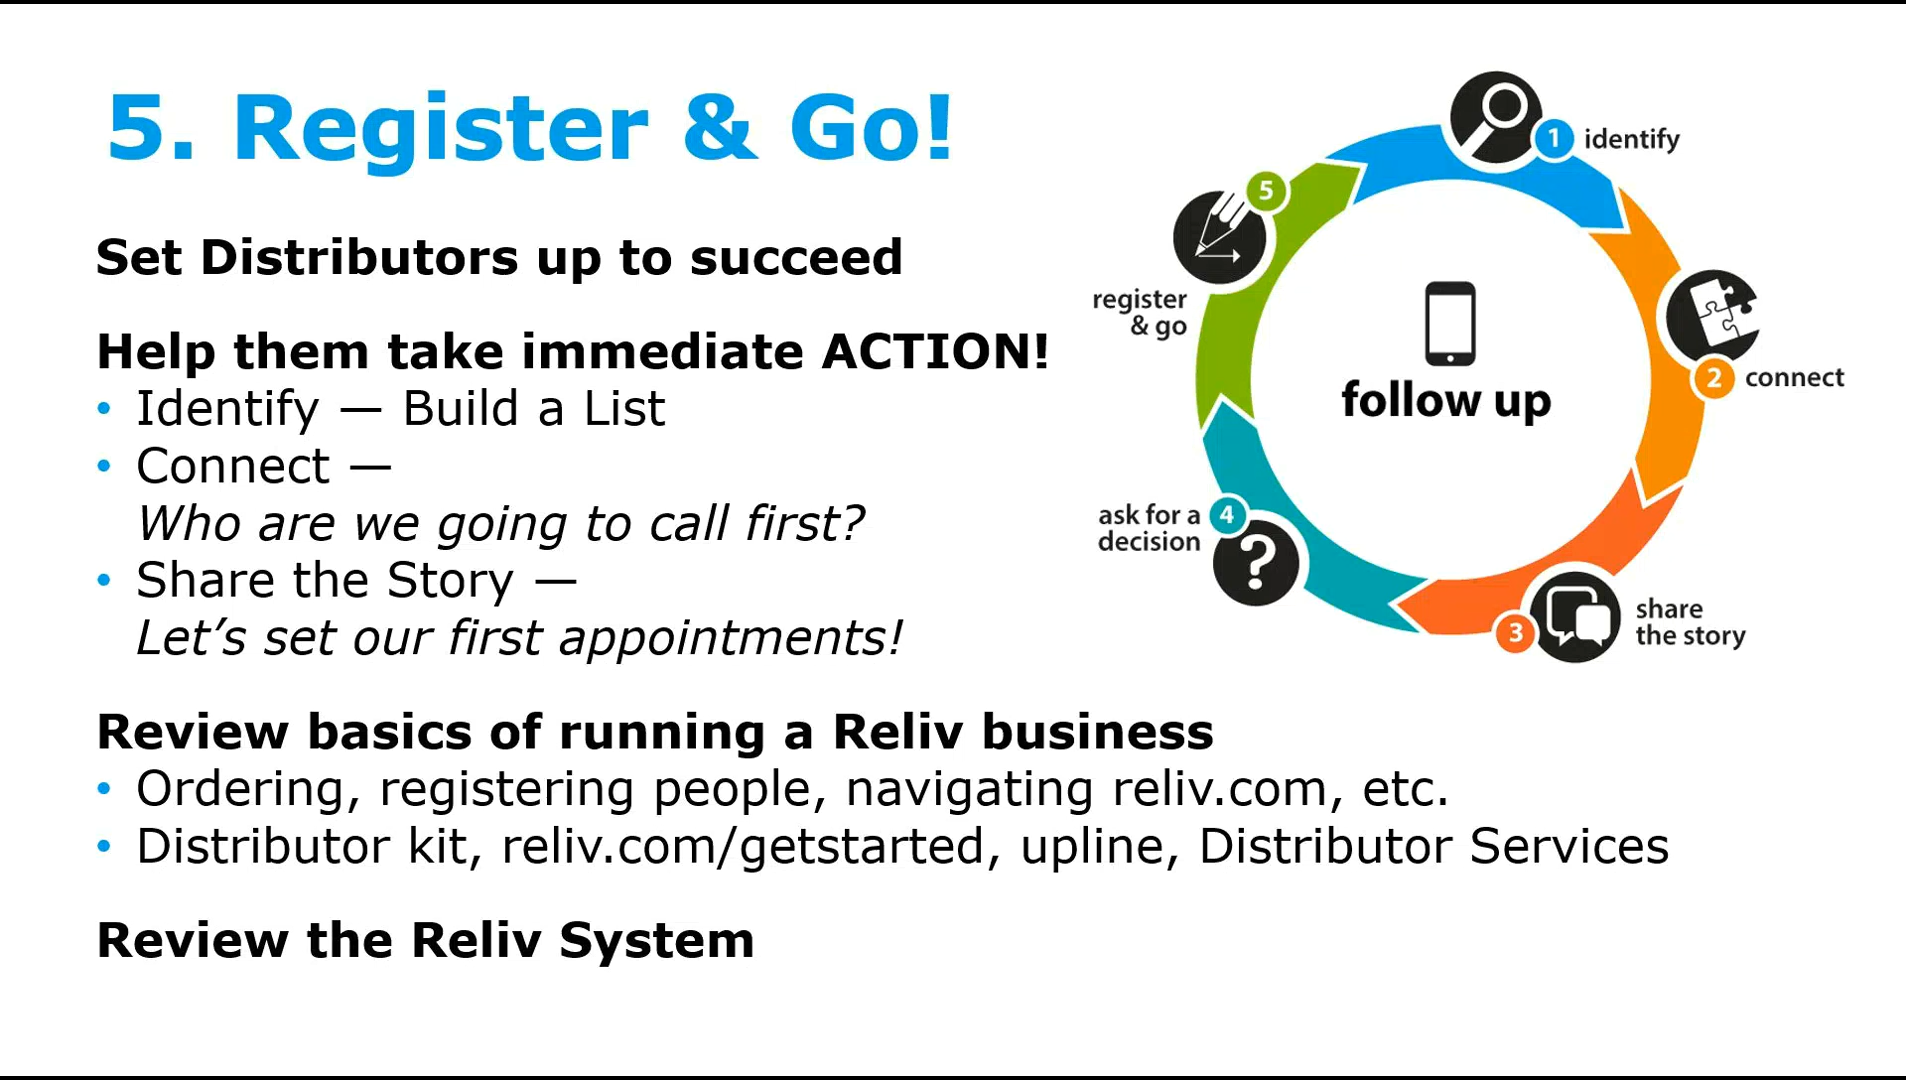 5. Register & Go!
Set Distributors up to succeed
Help them take immediate ACTION!
• Identify — Build a List
• Connect —
Who are we going to call first?
• Share the Story —
Let’s set our first appointments!
Review basics of running a Reliv business
• Ordering, registering people, navigating reliv.com, etc.
• Distributor kit, reliv.com/getstarted, upline, Distributor Services
Review the Reliv System
1 identify
2 connect
3 share
the story
4 ask for a
decision
5 register
& go
follow up